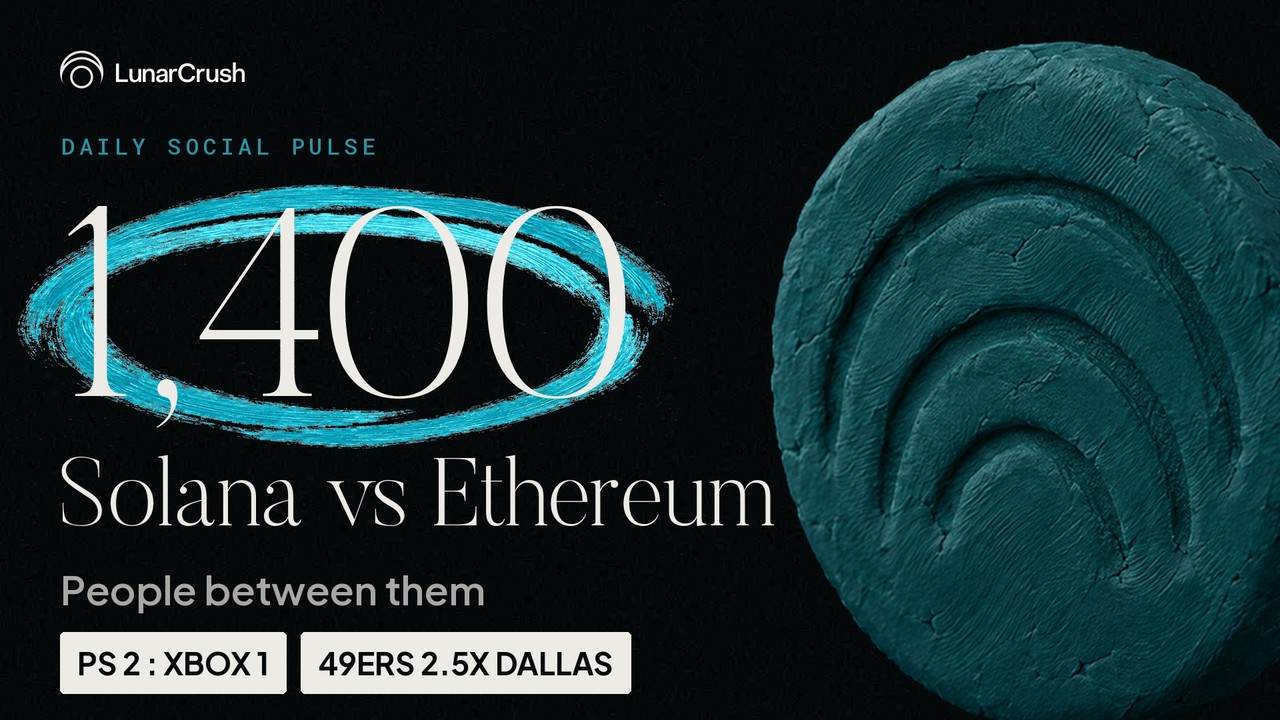 LunarCrush
DAILY SOCIAL PULSE
1,400
Solana vs Ethereum
People between them
PS 2 : XBOX 1
49ERS 2.5X DALLAS